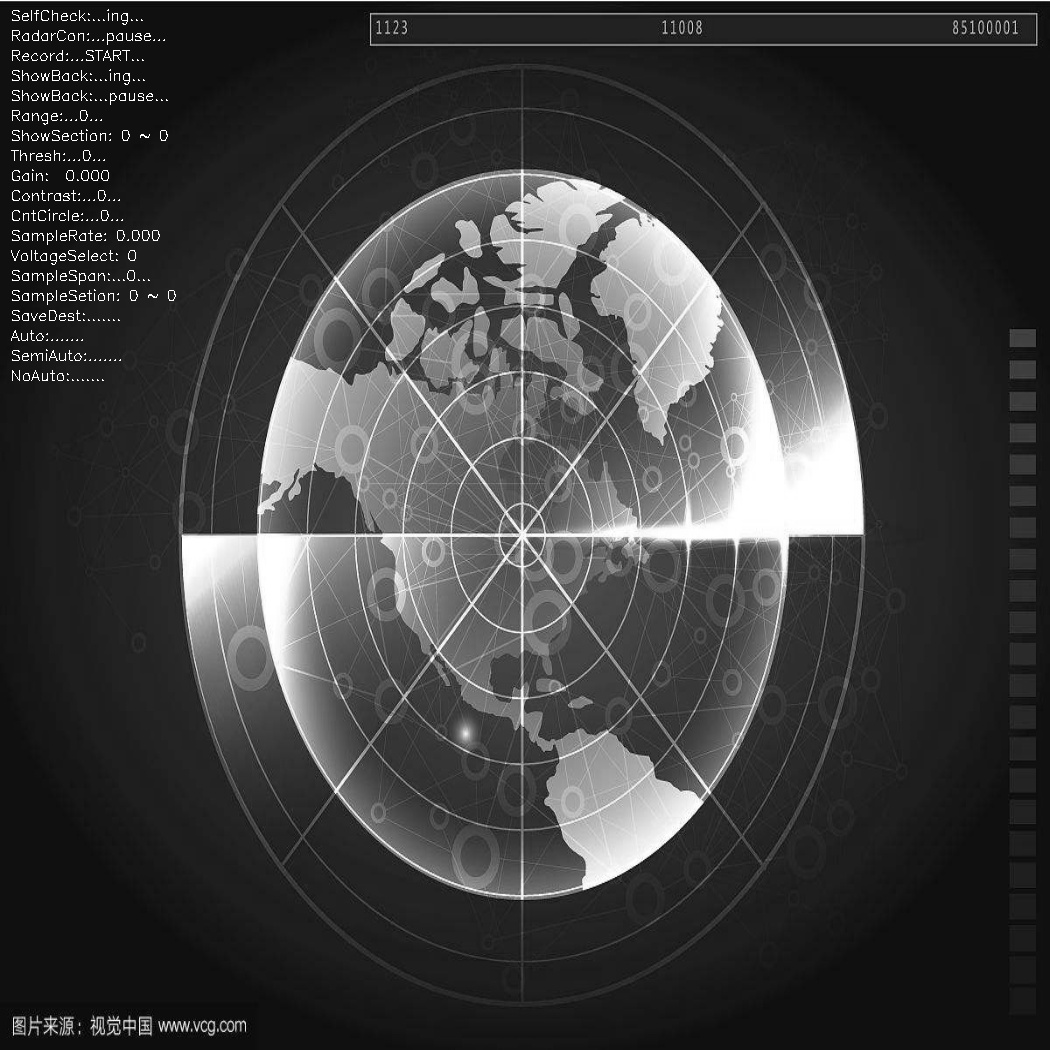 SelfCheck:...ing...
RadarCon:...pause...
Record:...START...
ShowBack:...ing...
ShowBack:...pause...
Range:...0...
ShowSection: 0 ~ 0
Thresh:...0...
Gain: 0.000
Contrast:...0...
CntCircle:...0...
SampleRate: 0.000
VoltageSelect: 0
SampleSpan:...0...
SampleSetion: 0 ~ 0
SaveDest:.......
Auto:.......
SemiAuto:.......
NoAuto:.......
1123 11008 85100001
图片来源：视觉中国 www.vcg.com